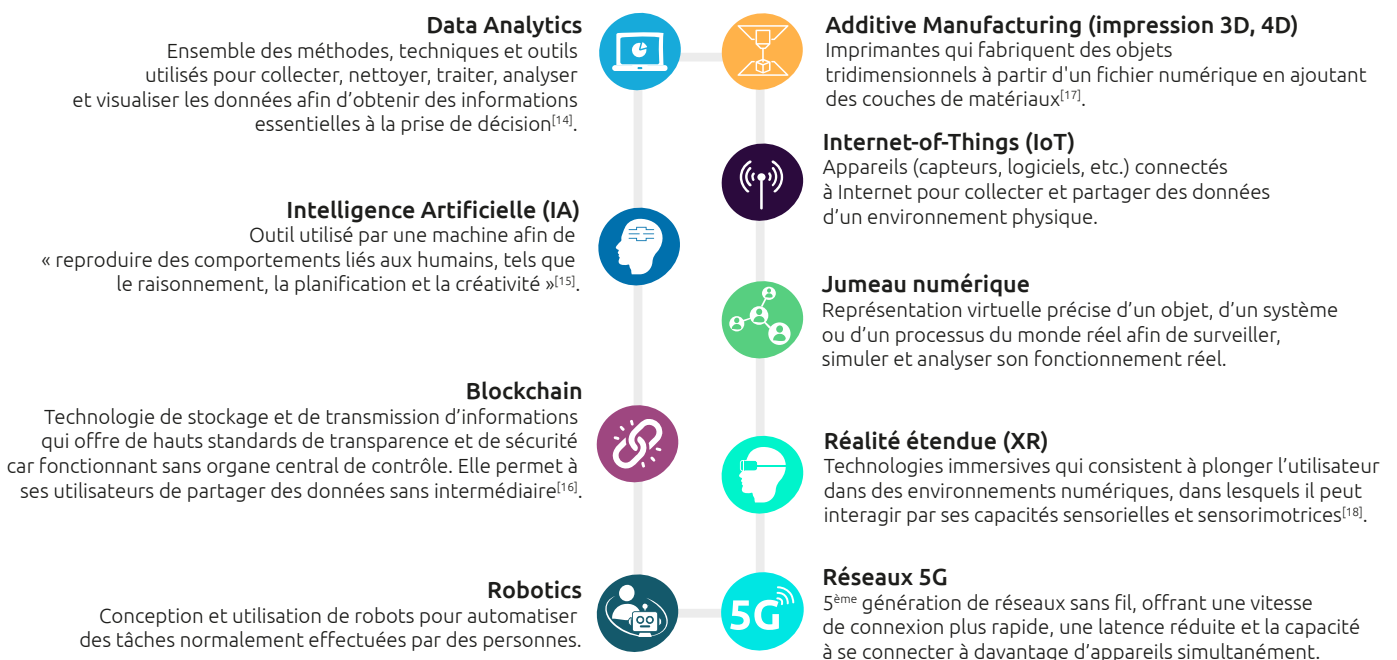 Data Analytics
Ensemble des méthodes, techniques et outils
utilisés pour collecter, nettoyer, traiter, analyser
et visualiser les données afin d’obtenir des informations
essentielles à la prise de décision[14].
Intelligence Artificielle (IA)
Outil utilisé par une machine afin de
« reproduire des comportements liés aux humains, tels que
le raisonnement, la planification et la créativité »[15].
Blockchain
Technologie de stockage et de transmission d’informations
qui offre de hauts standards de transparence et de sécurité
car fonctionnant sans organe central de contrôle. Elle permet à
ses utilisateurs de partager des données sans intermédiaire[16].
Robotics
Conception et utilisation de robots pour automatiser
des tâches normalement effectuées par des personnes.
Additive Manufacturing (impression 3D, 4D)
Imprimantes qui fabriquent des objets
tridimensionnels à partir d'un fichier numérique en ajoutant
des couches de matériaux[17].
Internet-of-Things (IoT)
Appareils (capteurs, logiciels, etc.) connectés
à Internet pour collecter et partager des données
d’un environnement physique.
Jumeau numérique
Représentation virtuelle précise d’un objet, d’un système
ou d’un processus du monde réel afin de surveiller,
simuler et analyser son fonctionnement réel.
Réalité étendue (XR)
Technologies immersives qui consistent à plonger l’utilisateur
dans des environnements numériques, dans lesquels il peut
interagir par ses capacités sensorielles et sensorimotrices[18].
5G
Réseaux 5G
5ème génération de réseaux sans fil, offrant une vitesse
de connexion plus rapide, une latence réduite et la capacité
à se connecter à davantage d’appareils simultanément.